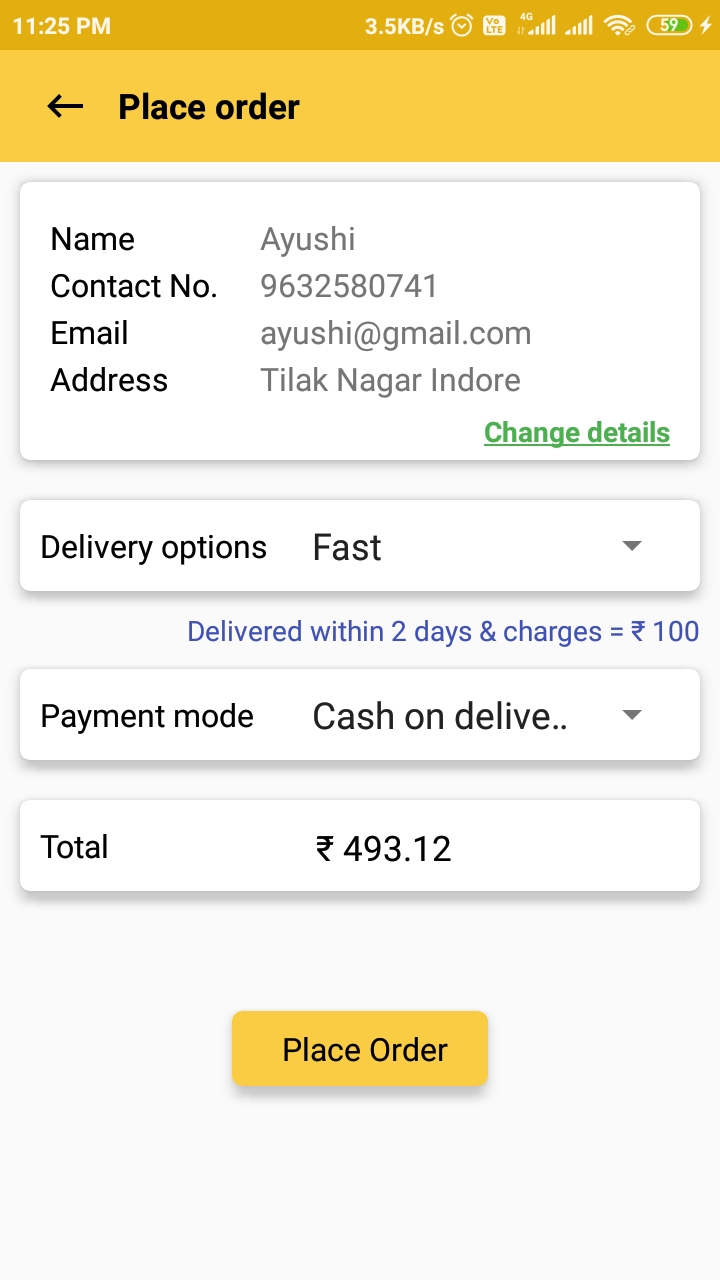 11:25 PM 3.5KB/s Vo LTE 4G 59
Place order
Name Ayushi
Contact No. 9632580741
Email ayushi@gmail.com
Address Tilak Nagar Indore
Change details
Delivery options Fast
Delivered within 2 days & charges = ₹ 100
Payment mode Cash on delive..
Total ₹ 493.12
Place Order